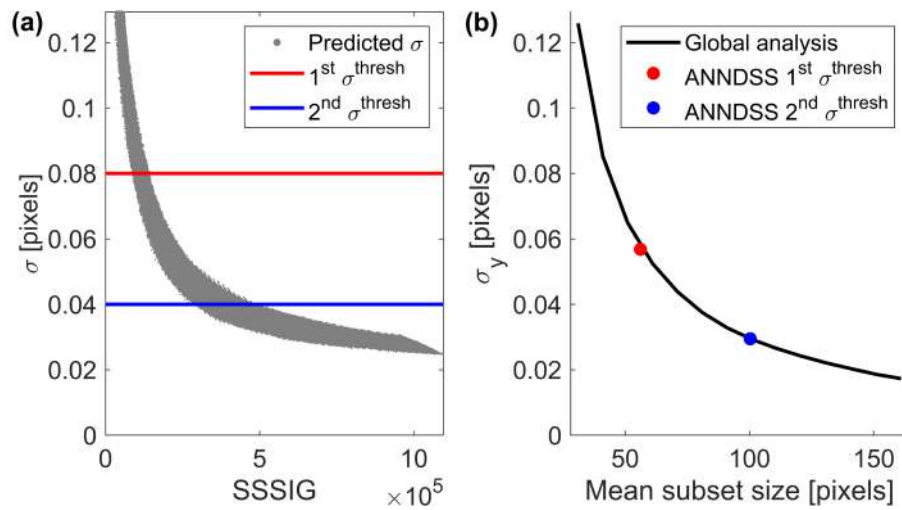 (a)
Predicted σ
1st σthresh
2nd σthresh
0.12
0.1
0.08
0.06
0.04
0.02
0
σ [pixels]
0 5 10
×10^5
SSSIG
(b)
Global analysis
ANNDSS 1st σthresh
ANNDSS 2nd σthresh
0.12
0.1
0.08
0.06
0.04
0.02
0
σy [pixels]
50 100 150
Mean subset size [pixels]